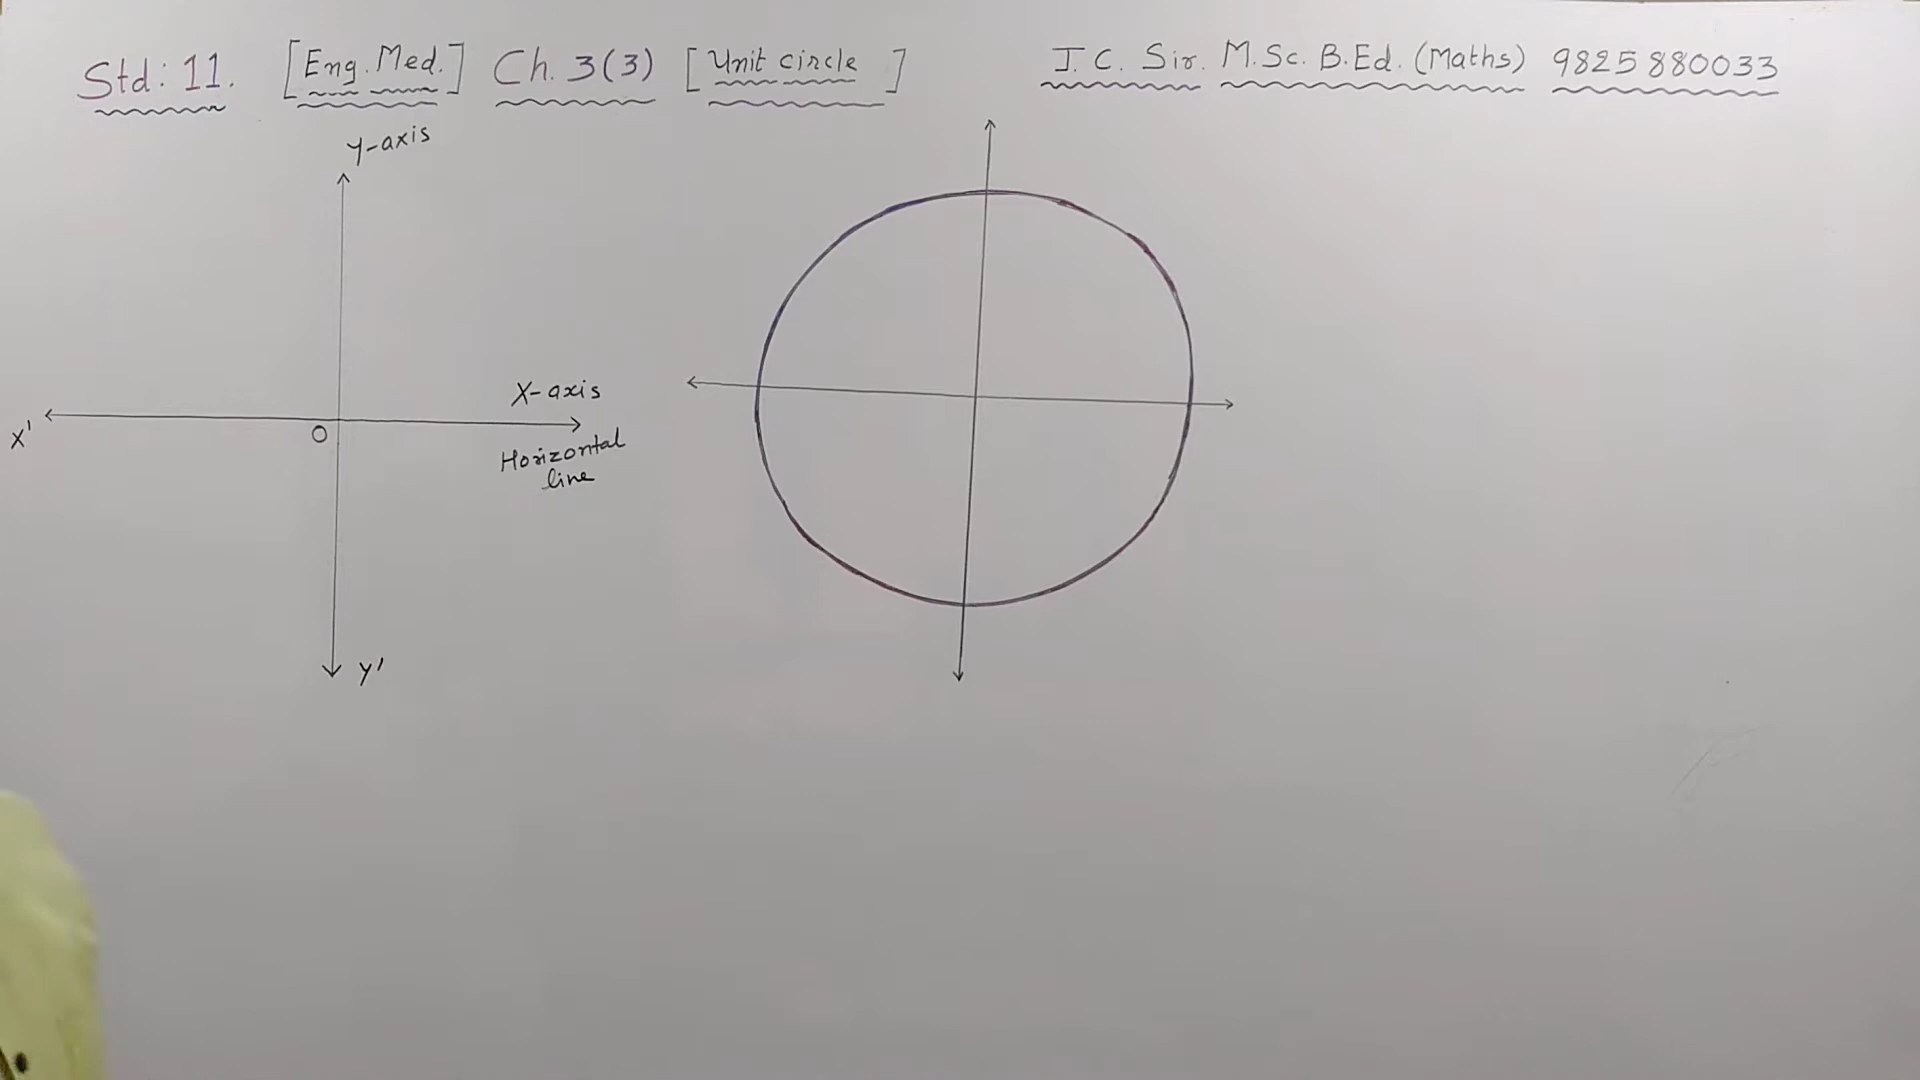 Std: 11. [Eng. Med.] Ch. 3(3) [Unit circle] J. C. Sir. M.Sc. B.Ed. (Maths) 9825880033
Y-axis
X-axis
X'
O
Horizontal
line
Y'